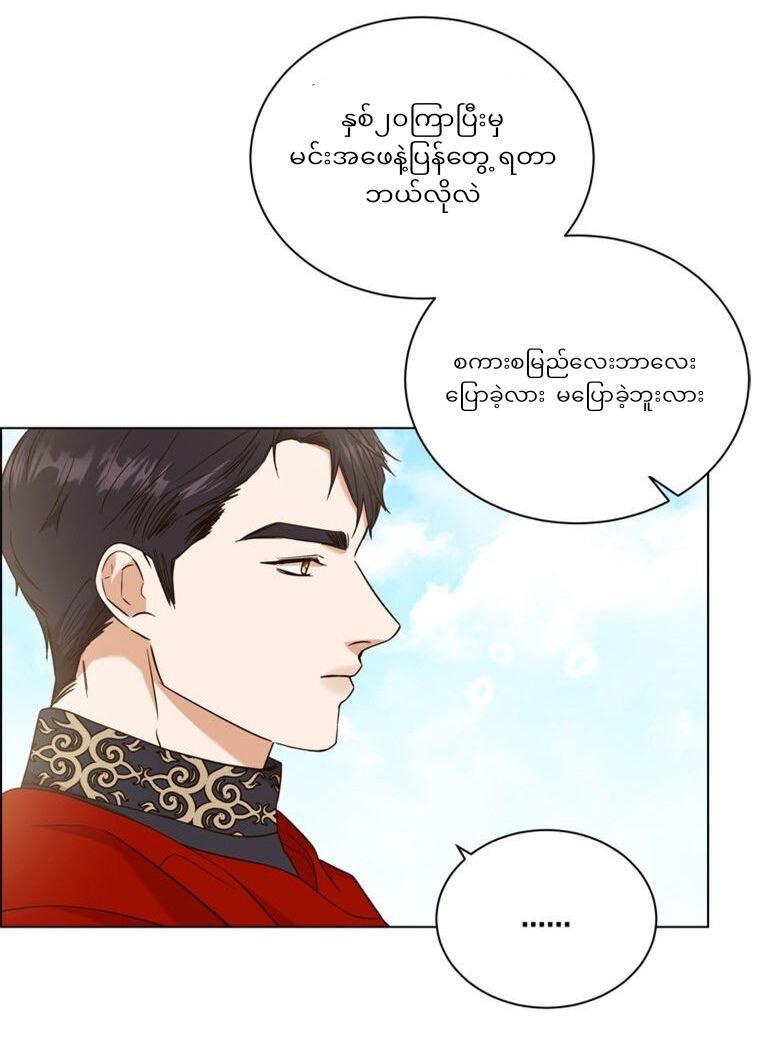 နှစ်၂၀ကြာပြီးမှ
မင်းအဖေနဲ့ပြန်တွေ့ ရတာ
ဘယ်လိုလဲ
စကားစမြည်လေးဘာလေး
ပြောခဲ့လား မပြောခဲ့ဘူးလား
......